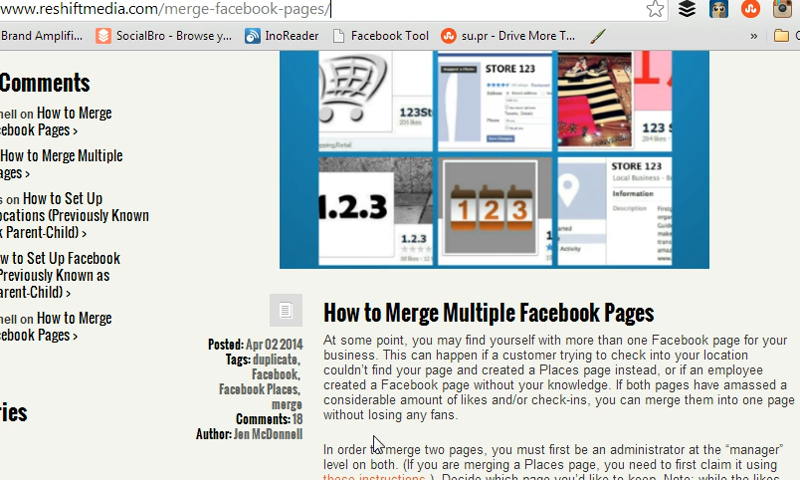 www.reshiftmedia.com/merge-facebook-pages/
Brand Amplifi...
SocialBro - Browse y...
InoReader
Facebook Tool
su.pr - Drive More T...
»
Comments
nell on How to Merge
cebook Pages >
How to Merge Multiple
ages >
s on How to Set Up
ocations (Previously Known
k Parent-Child) >
w to Set Up Facebook
Previously Known as
arent-Child) >
nell on How to Merge
cebook Pages >
ries
STORE 123
123St
123 S
STORE 123
Local Business
Information
Description
1.2.3
1 2 3
1.2.3
Activity
How to Merge Multiple Facebook Pages
Posted: Apr 02 2014
Tags: duplicate,
Facebook,
Facebook Places,
merge
Comments: 18
Author: Jen McDonnell
At some point, you may find yourself with more than one Facebook page for your
business. This can happen if a customer trying to check into your location
couldn't find your page and created a Places page instead, or if an employee
created a Facebook page without your knowledge. If both pages have amassed a
considerable amount of likes and/or check-ins, you can merge them into one page
without losing any fans.
In order to merge two pages, you must first be an administrator at the “manager”
level on both. (If you are merging a Places page, you need to first claim it using
these instructions.). Decide which page you'd like to keep. Note: while the likes